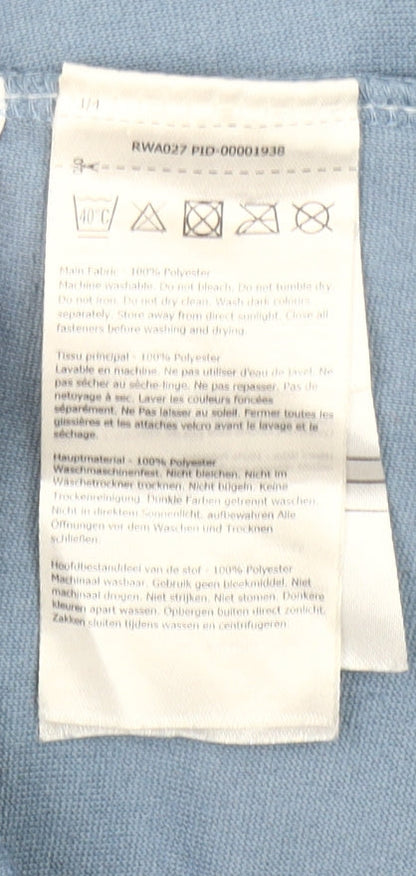 1/4
RWA027 PID-00001938
40°C
Main Fabric - 100% Polyester
Machine washable. Do not bleach. Do not tumble dry.
Do not iron. Do not dry clean. Wash dark colours
separately. Store away from direct sunlight. Close all
fasteners before washing and drying.
Tissu principal - 100% Polyester
Lavable en machine. Ne pas utiliser d'eau de Javel. Ne
pas sécher au sèche-linge. Ne pas repasser. Pas de
netoyage à sec. Laver les couleurs foncées
séparément. Ne Pas laisser au soleil. Fermer toutes les
glissières et les attaches velcro avant le lavage et le
séchage.
Hauptmaterial - 100% Polyester
Waschmaschinenfest. Nicht bleichen. Nicht im
Wäschetrockner trocknen. Nicht bügeln. Keine
Trockenreinigung. Dunkle Farben getrennt waschen.
Nicht in direktem Sonnenlicht, aufbewahren Alle
Öffnungen vor dem Waschen und Trocknen
schließen.
Hoofdbestanddeel van de stof - 100% Polyester
Machinaal wasbaar. Gebruik geen bleekmiddel. Niet
machinaal drogen. Niet strijken. Niet stomen. Donkere
kleuren apart wassen. Opbergen buiten direct zonlicht.
Zakken sluiten tijdens wassen en centrifugeren.